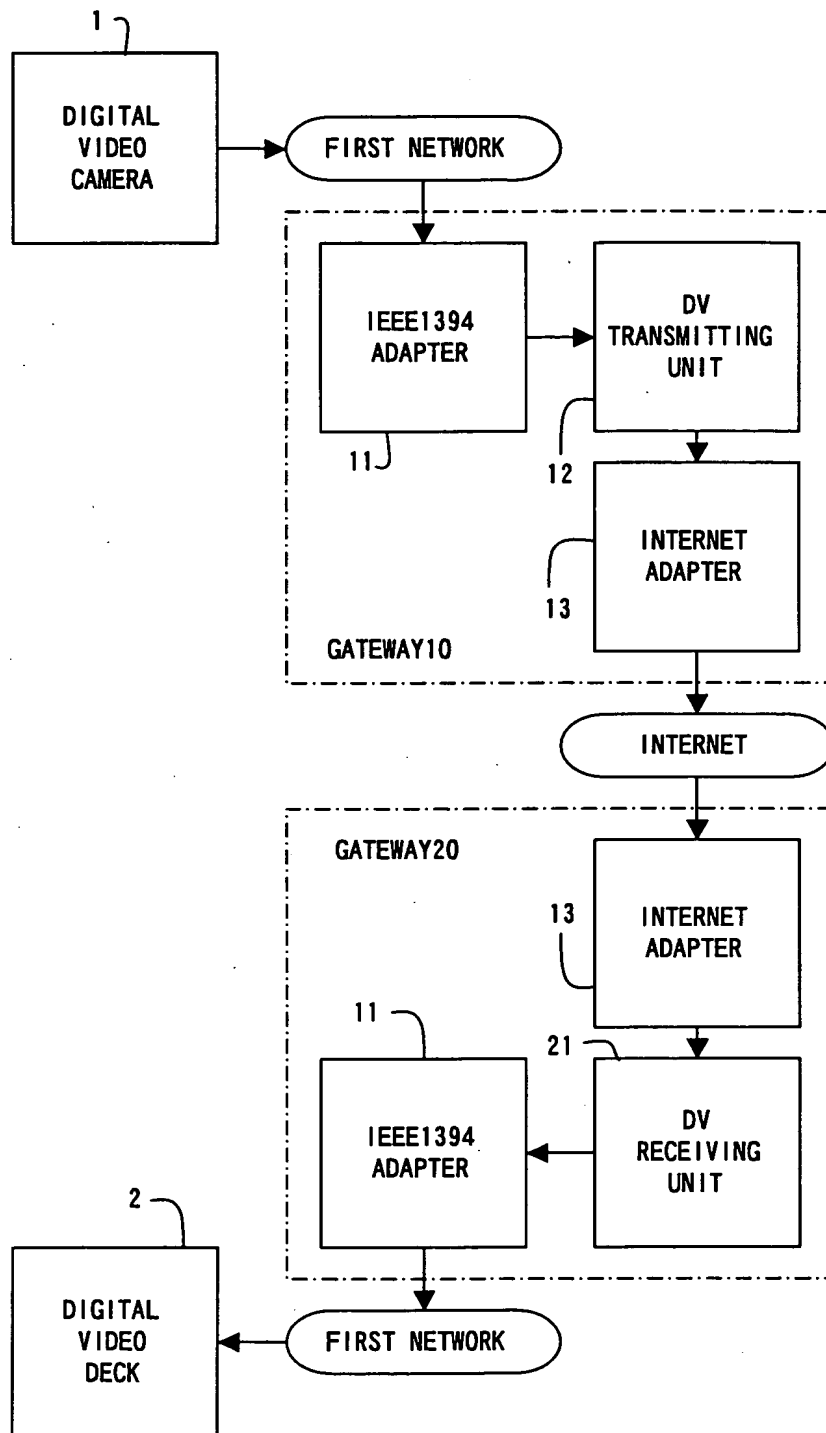 1
DIGITAL
VIDEO
CAMERA
FIRST NETWORK
IEEE1394
ADAPTER
11
DV
TRANSMITTING
UNIT
12
INTERNET
ADAPTER
13
GATEWAY10
INTERNET
GATEWAY20
INTERNET
ADAPTER
13
11
21
IEEE1394
ADAPTER
DV
RECEIVING
UNIT
2
DIGITAL
VIDEO
DECK
FIRST NETWORK